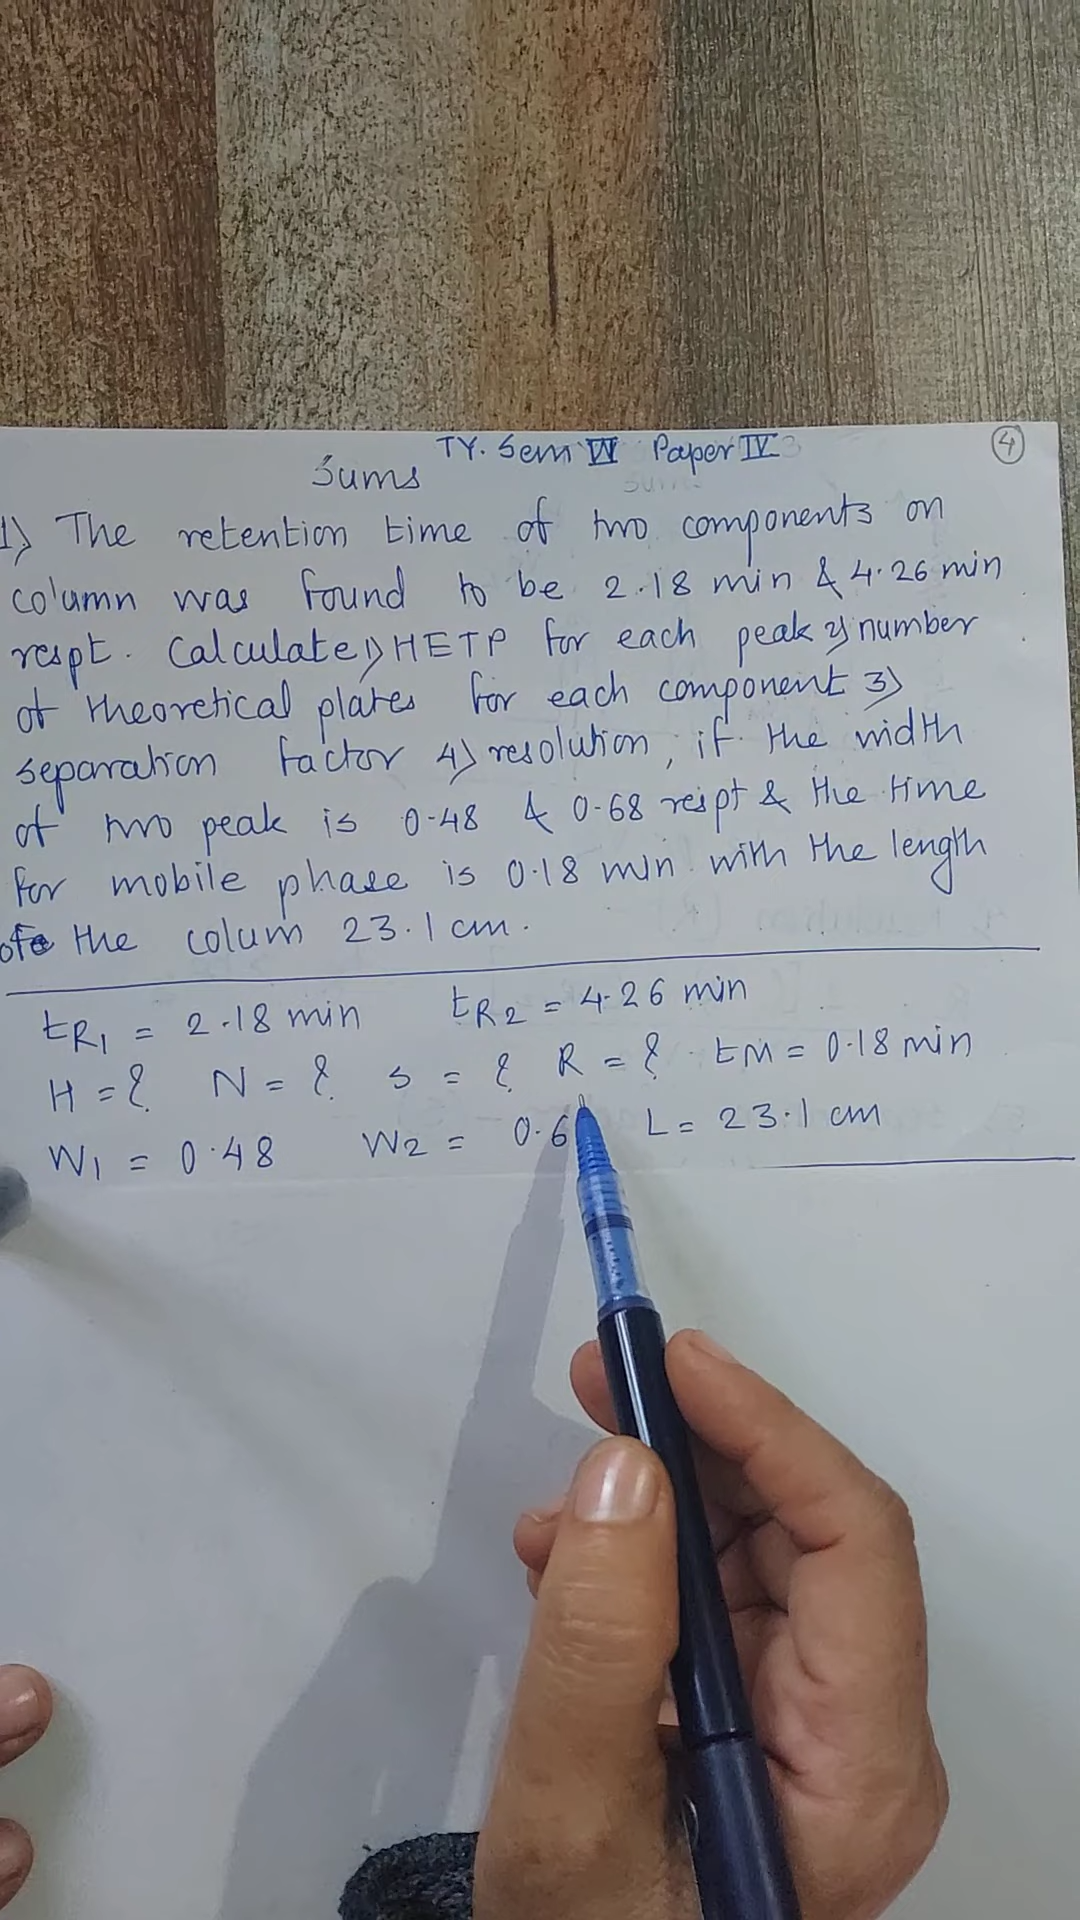 TY. Sem VI Paper IV
4
Sums
1) The retention time of two components on
column was found to be 2.18 min & 4.26 min
respt. Calculate 1) HETP for each peak 2) number
of theoretical plates for each component 3)
separation factor 4) resolution, if the width
of two peak is 0.48 & 0.68 respt & the time
for mobile phase is 0.18 min with the length
of the colum 23.1 cm.
tR1 = 2.18 min tR2 = 4.26 min
H = ? N = ? S = ? R = ? tM = 0.18 min
W1 = 0.48 W2 = 0.6 L = 23.1 cm